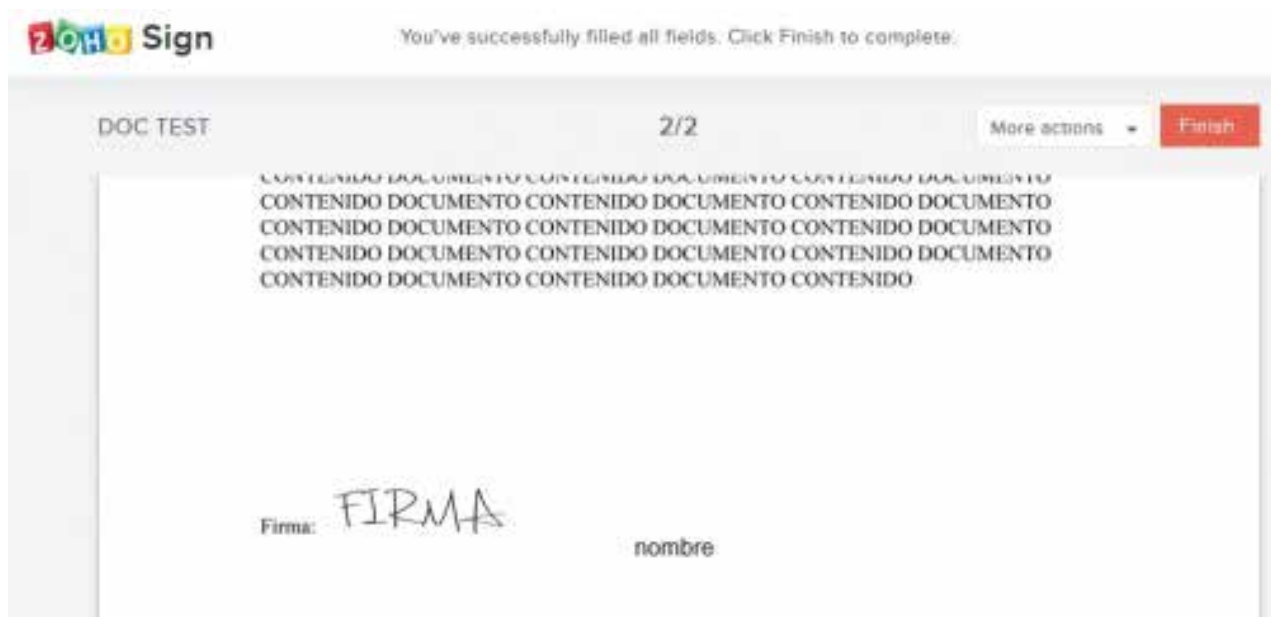 ZOHO Sign
You've successfully filled all fields. Click Finish to complete.
DOC TEST
2/2
More actions
Finish
CONTENIDO DOCUMENTO CONTENIDO DOCUMENTO CONTENIDO DOCUMENTO
CONTENIDO DOCUMENTO CONTENIDO DOCUMENTO CONTENIDO DOCUMENTO
CONTENIDO DOCUMENTO CONTENIDO DOCUMENTO CONTENIDO DOCUMENTO
CONTENIDO DOCUMENTO CONTENIDO DOCUMENTO CONTENIDO DOCUMENTO
CONTENIDO DOCUMENTO CONTENIDO DOCUMENTO CONTENIDO
Firma: FIRMA
nombre